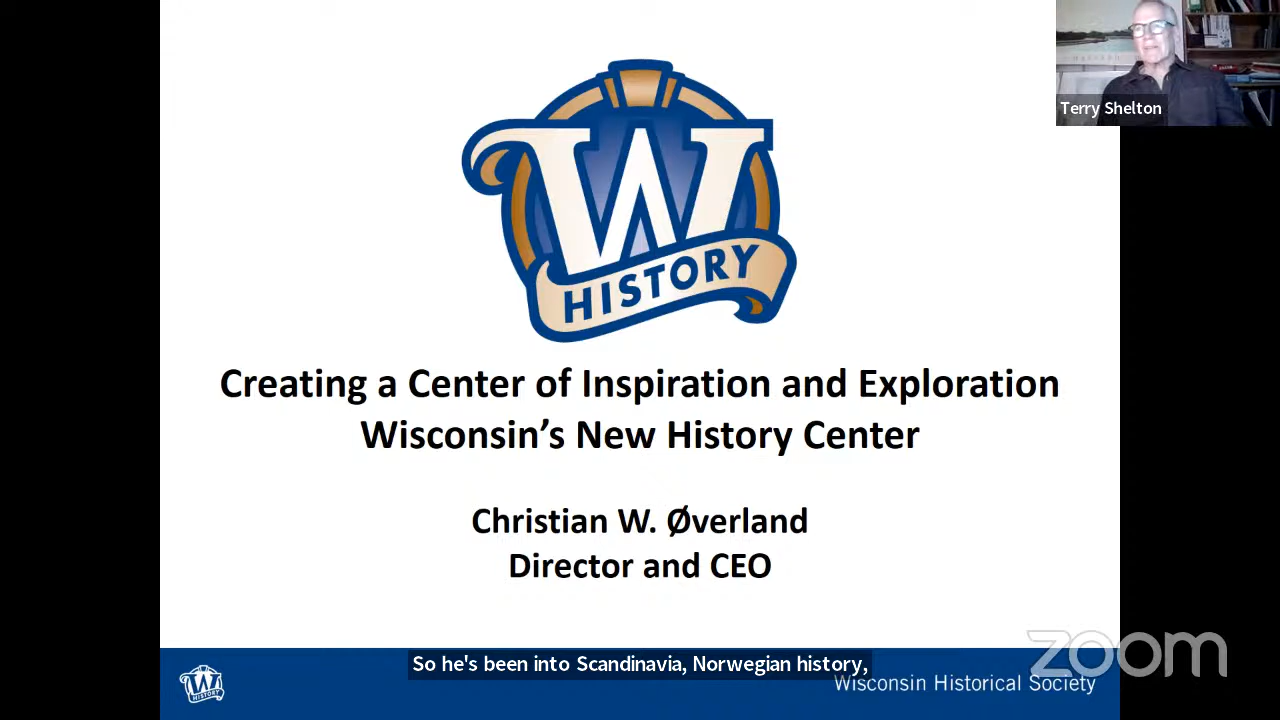 Terry Shelton
W
HISTORY
Creating a Center of Inspiration and Exploration
Wisconsin’s New History Center
Christian W. Øverland
Director and CEO
So he's been into Scandinavia, Norwegian history,
W
HISTORY
Wisconsin Historical Society
zoom